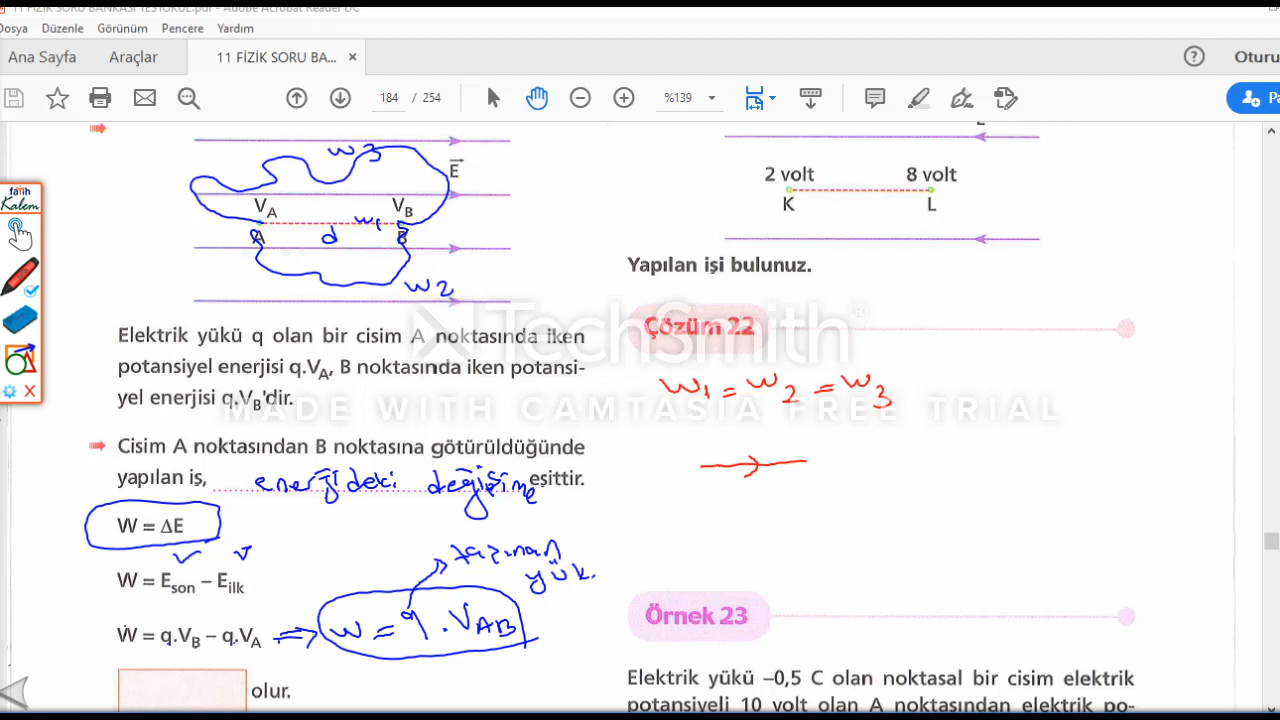 11 FİZİK SORU BANKASI TESTOKUL.pdf - Adobe Acrobat Reader DC
Dosya Düzenle Görünüm Pencere Yardım
Ana Sayfa Araçlar 11 FİZİK SORU BA... × ? Oturu
184 / 254 %139
fatih
Kalem
w3
E
VA VB
w1
A d B
w2
Elektrik yükü q olan bir cisim A noktasında iken
potansiyel enerjisi q.VA, B noktasında iken potansi-
yel enerjisi q.VB'dir.
Cisim A noktasından B noktasına götürüldüğünde
yapılan iş, enerjideki değişime eşittir.
W = ΔE
W = Eson – Eilk
taşınan
yük.
W = q.VB – q.VA ⇒ w = q . VAB
olur.
2 volt 8 volt
K L
Yapılan işi bulunuz.
Çözüm 22
w1 = w2 = w3
Örnek 23
Elektrik yükü –0,5 C olan noktasal bir cisim elektrik
potansiyeli 10 volt olan A noktasından elektrik po-
TechSmith®
MADE WITH CAMTASIA FREE TRIAL